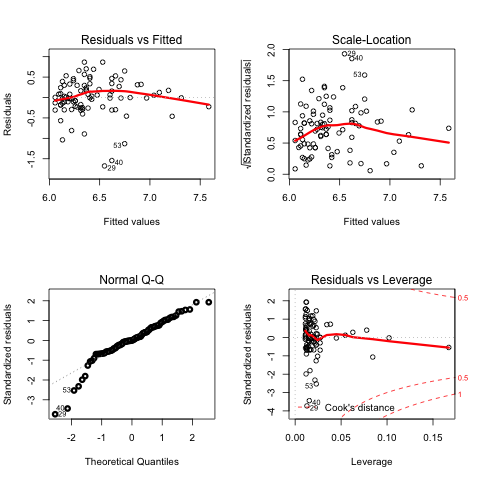 Residuals vs Fitted
Residuals
0.5
-0.5
-1.5
53
40
29
6.0 6.5 7.0 7.5
Fitted values
Scale-Location
√|Standardized residuals|
2.0
1.5
1.0
0.5
0.0
29
40
53
6.0 6.5 7.0 7.5
Fitted values
Normal Q-Q
Standardized residuals
2
1
0
-1
-2
-3
53
40
29
-2 -1 0 1 2
Theoretical Quantiles
Residuals vs Leverage
Standardized residuals
2
1
0
-1
-2
-3
-4
0.5
0.5
1
53
40
29
Cook's distance
0.00 0.05 0.10 0.15
Leverage